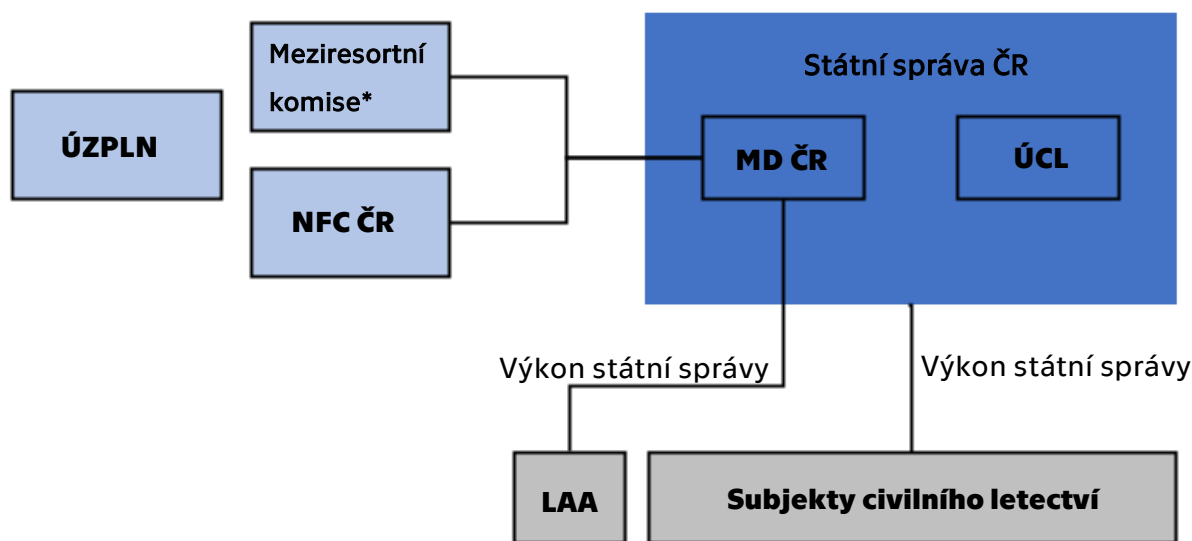 Meziresortní
komise*
Státní správa ČR
ÚZPLN
MD ČR
ÚCL
NFC ČR
Výkon státní správy
Výkon státní správy
LAA
Subjekty civilního letectví